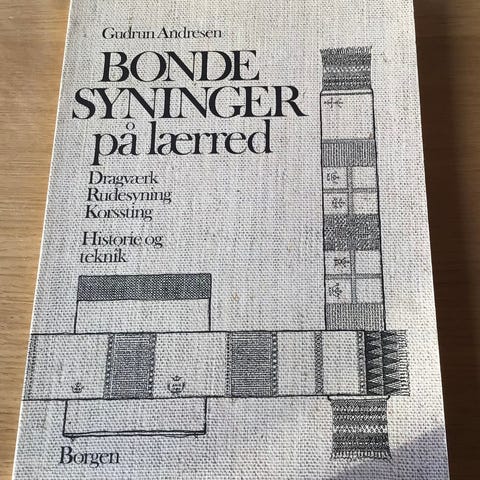 Gudrun Andresen
BONDE
SYNINGER
på lærred
Dragværk
Rudesyning
Korssting
Historie og
teknik
Borgen